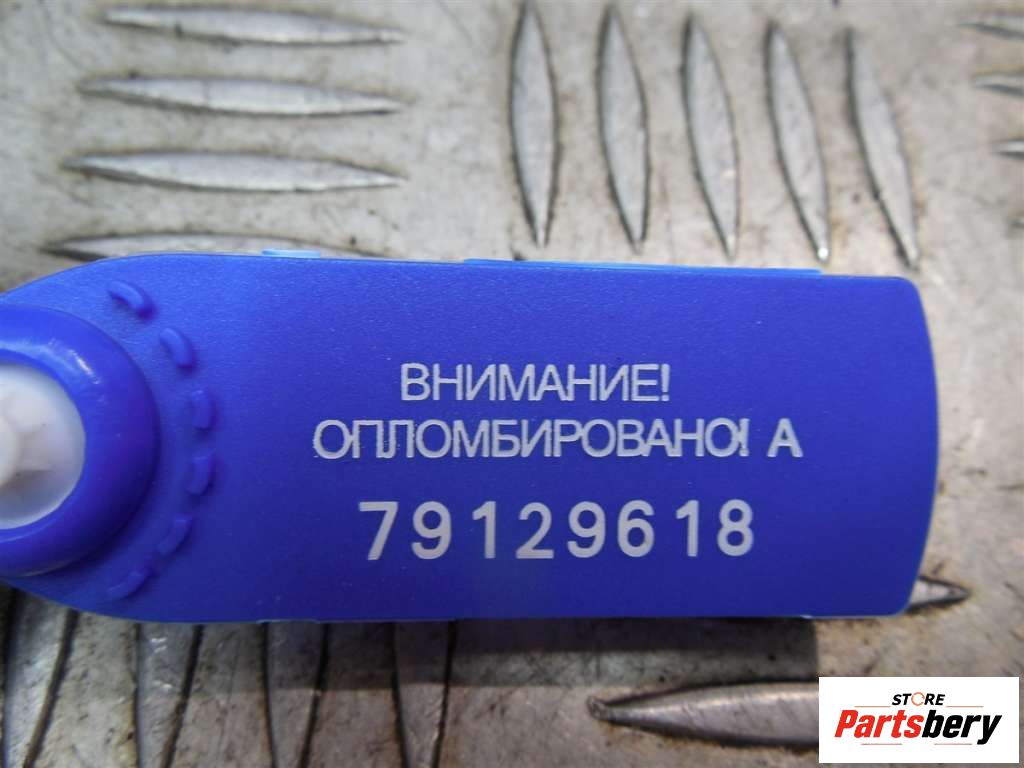 ВНИМАНИЕ!
ОПЛОМБИРОВАНО! А
79129618
STORE
Partsbery